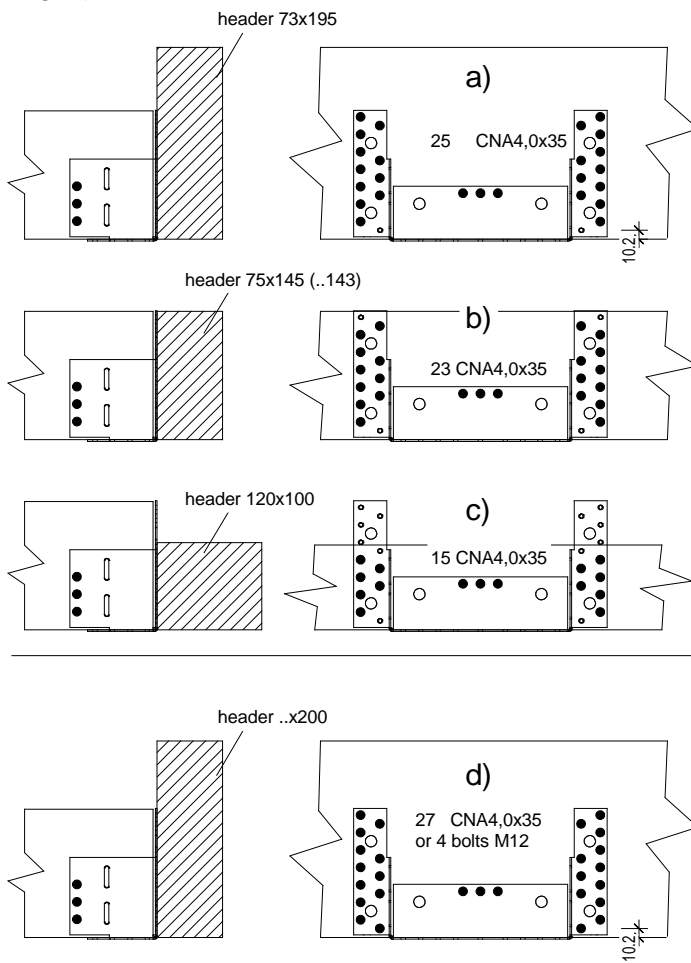 header 73x195
a)
25 CNA4,0x35
10.2.
header 75x145 (..143)
b)
23 CNA4,0x35
header 120x100
c)
15 CNA4,0x35
header ..x200
d)
27 CNA4,0x35
or 4 bolts M12
10.2.